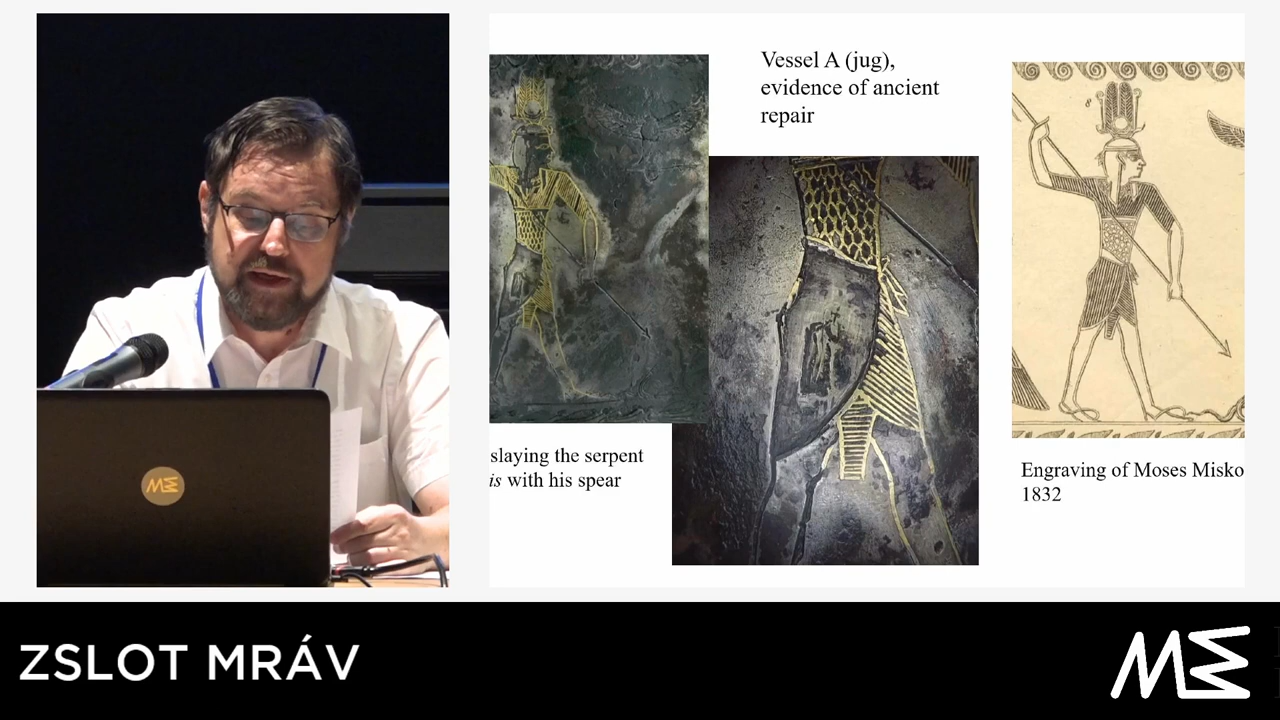 Vessel A (jug),
evidence of ancient
repair
slaying the serpent
is with his spear
Engraving of Moses Misko
1832
ZSLOT MRÁV